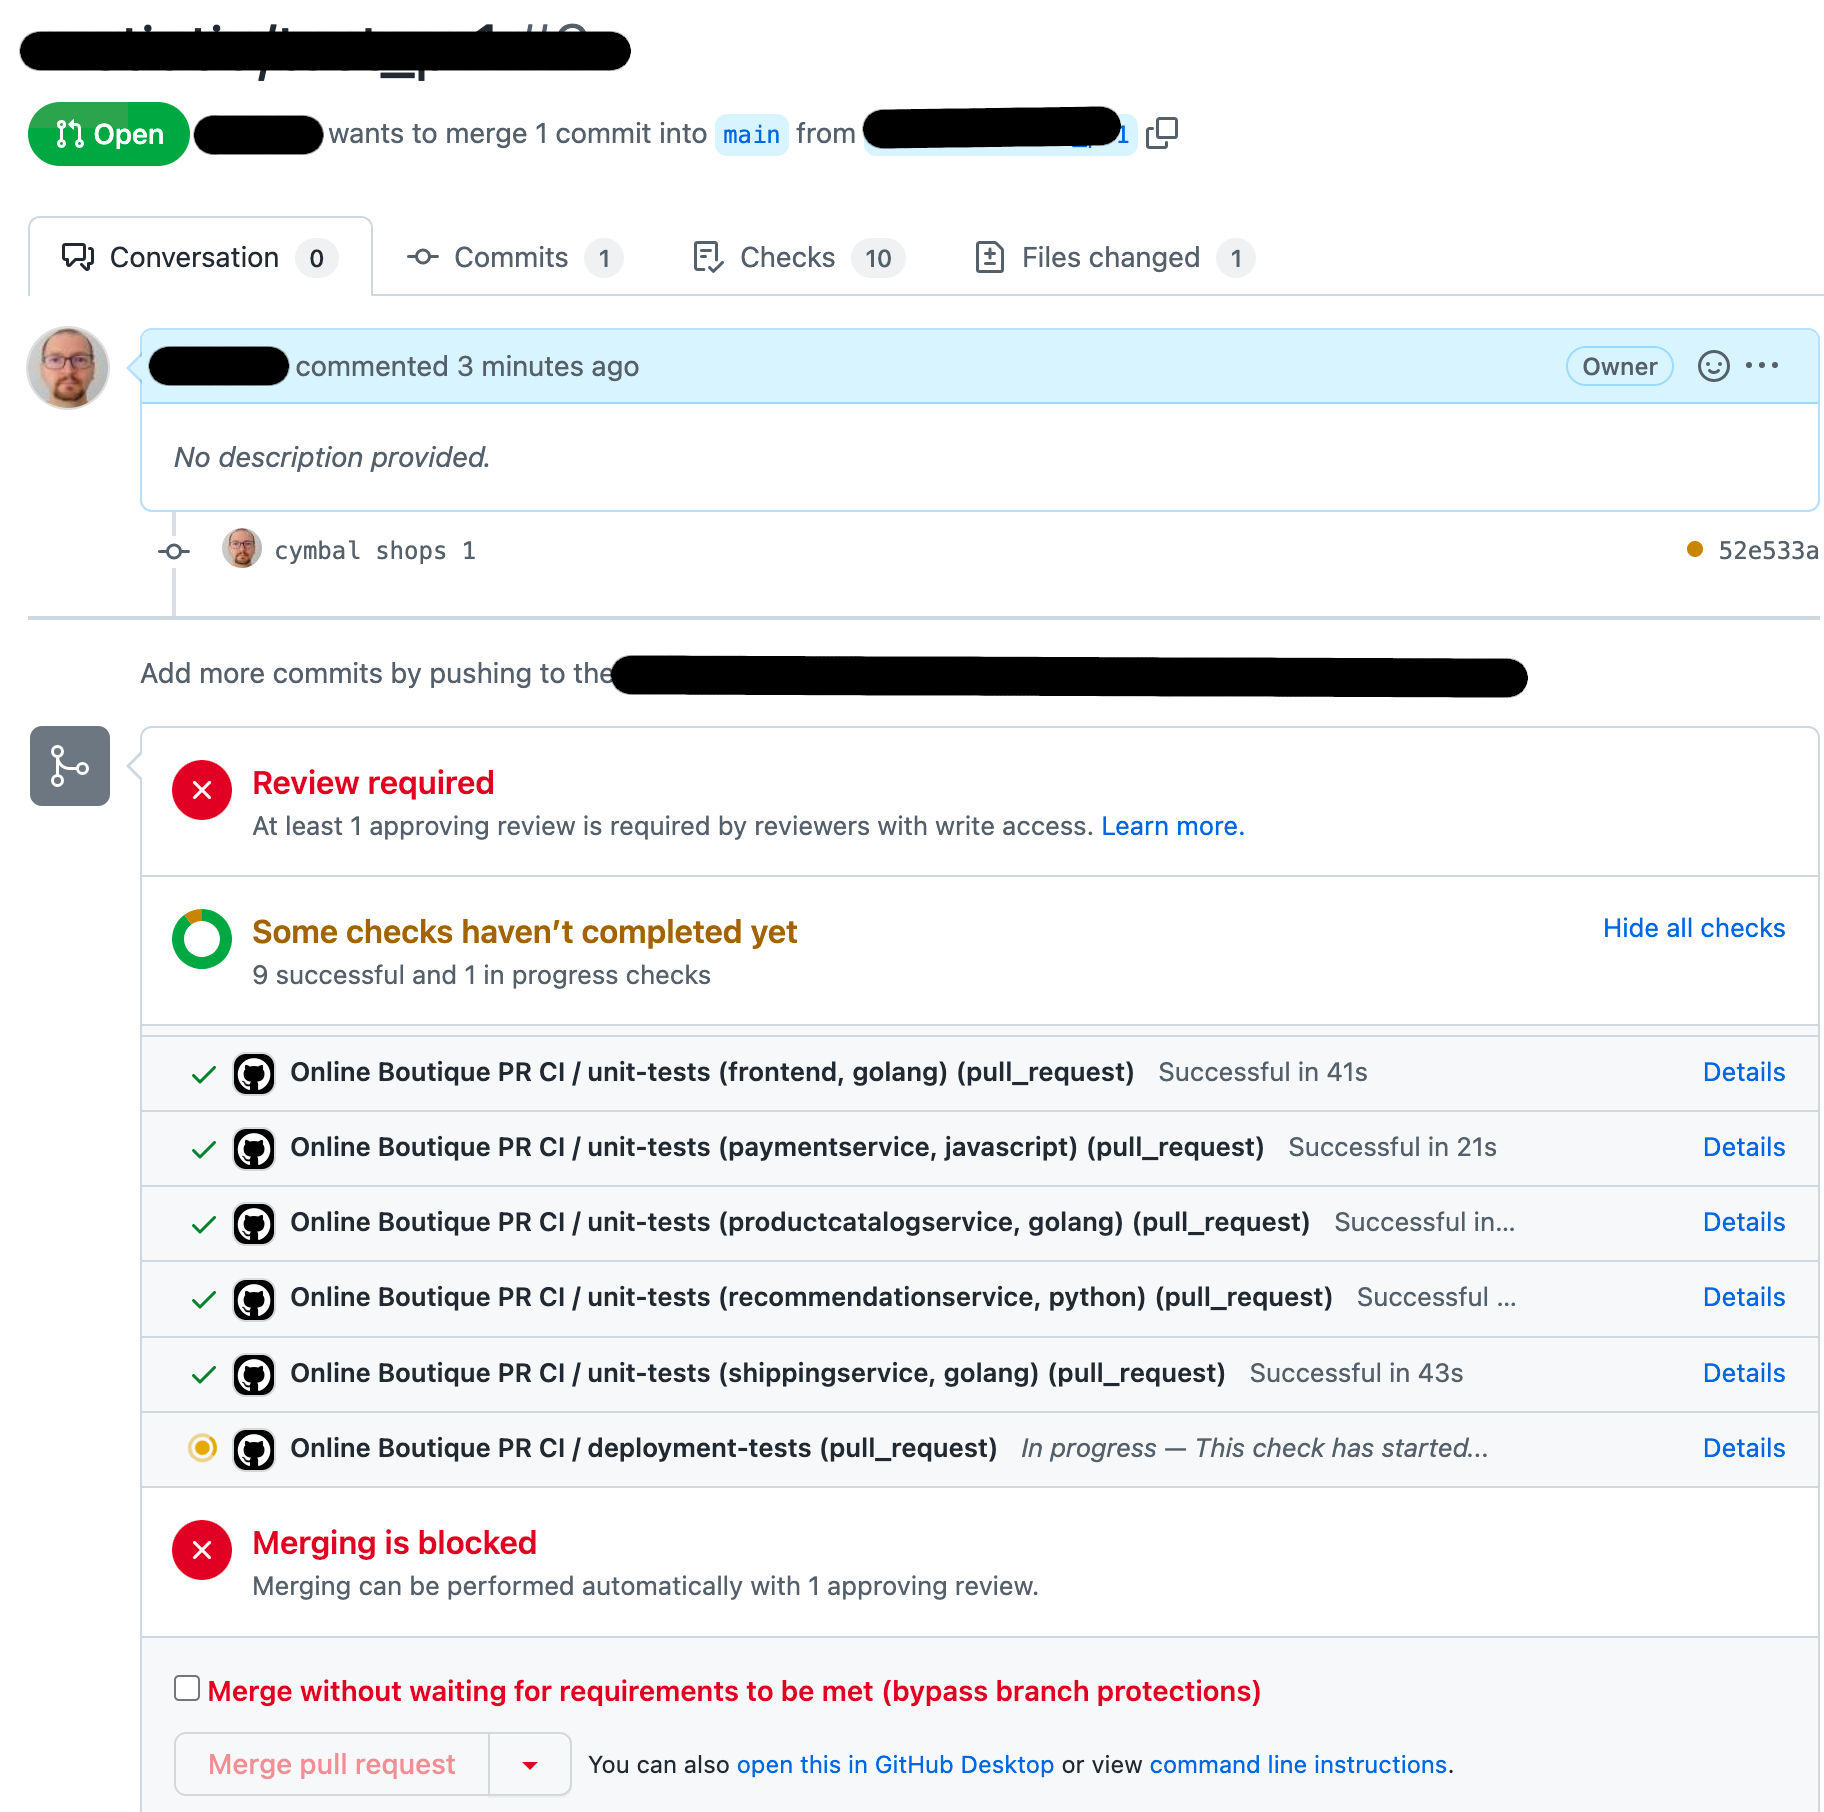 Open wants to merge 1 commit into main from
Conversation 0 Commits 1 Checks 10 Files changed 1
commented 3 minutes ago Owner
No description provided.
cymbal shops 1 52e533a
Add more commits by pushing to the
Review required
At least 1 approving review is required by reviewers with write access. Learn more.
Some checks haven’t completed yet Hide all checks
9 successful and 1 in progress checks
Online Boutique PR CI / unit-tests (frontend, golang) (pull_request) Successful in 41s Details
Online Boutique PR CI / unit-tests (paymentservice, javascript) (pull_request) Successful in 21s Details
Online Boutique PR CI / unit-tests (productcatalogservice, golang) (pull_request) Successful in... Details
Online Boutique PR CI / unit-tests (recommendationservice, python) (pull_request) Successful ... Details
Online Boutique PR CI / unit-tests (shippingservice, golang) (pull_request) Successful in 43s Details
Online Boutique PR CI / deployment-tests (pull_request) In progress — This check has started... Details
Merging is blocked
Merging can be performed automatically with 1 approving review.
Merge without waiting for requirements to be met (bypass branch protections)
Merge pull request You can also open this in GitHub Desktop or view command line instructions.